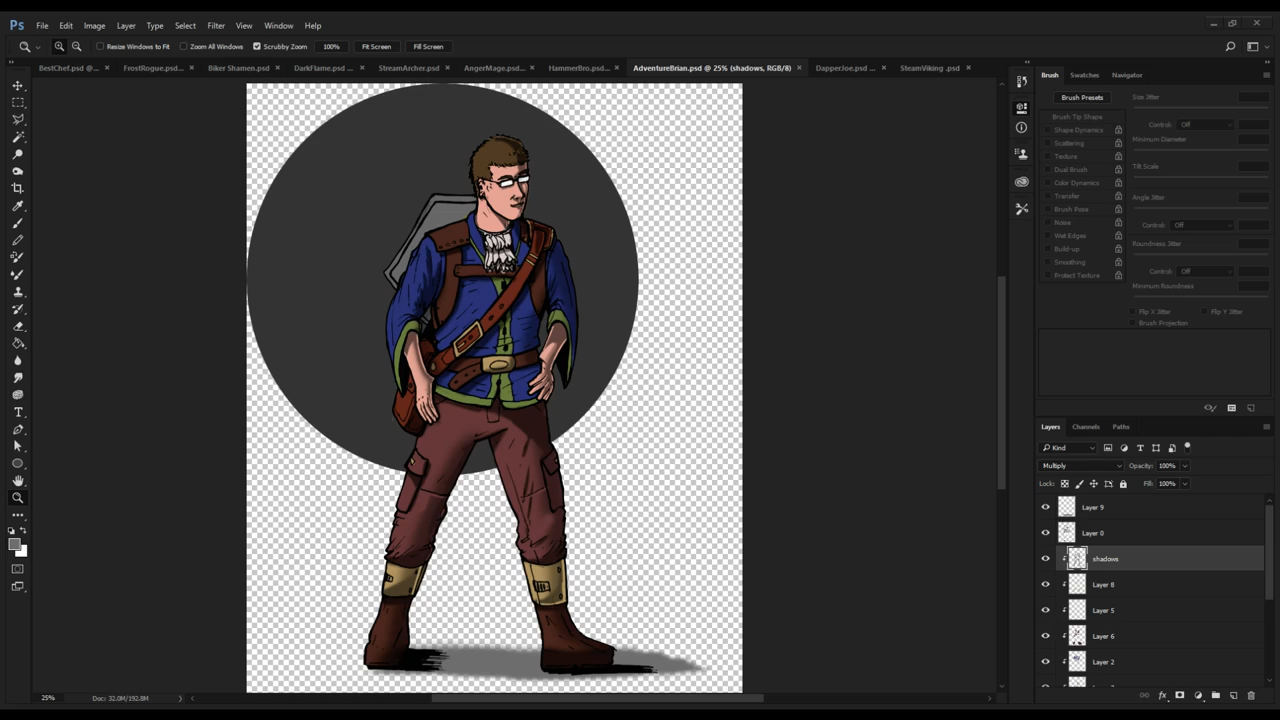 Ps File Edit Image Layer Type Select Filter View Window Help
Resize Windows to Fit Zoom All Windows Scrubby Zoom 100% Fit Screen Fill Screen
BestChef.psd @... × FrostRogue.psd... × Biker Shamen.psd × DarkFlame.psd ... × StreamArcher.psd × AngerMage.psd... × HammerBro.psd... × AdventureBrian.psd @ 25% (shadows, RGB/8) × DapperJoe.psd ... × SteamViking .psd ×
Brush Swatches Navigator
Brush Presets Size Jitter
Brush Tip Shape
Shape Dynamics Control: Off
Scattering Minimum Diameter
Texture
Dual Brush Tilt Scale
Color Dynamics
Transfer Angle Jitter
Brush Pose
Noise Control: Off
Wet Edges Roundness Jitter
Build-up
Smoothing Control: Off
Protect Texture Minimum Roundness
Flip X Jitter Flip Y Jitter
Brush Projection
Layers Channels Paths
Kind
Multiply Opacity: 100%
Lock: Fill: 100%
Layer 9
Layer 0
shadows
Layer 8
Layer 5
Layer 6
Layer 2
25% Doc: 32.0M/192.8M